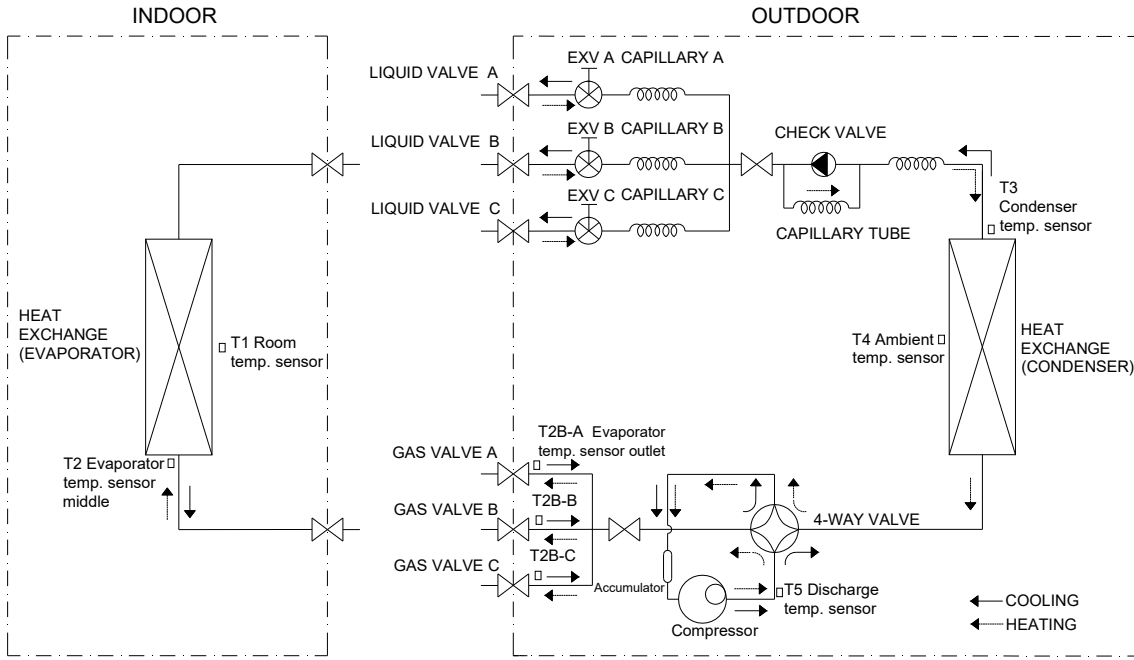 INDOOR
OUTDOOR
LIQUID VALVE A
EXV A CAPILLARY A
LIQUID VALVE B
EXV B CAPILLARY B
CHECK VALVE
LIQUID VALVE C
EXV C CAPILLARY C
CAPILLARY TUBE
T3
Condenser
temp. sensor
HEAT
EXCHANGE
(EVAPORATOR)
T1 Room
temp. sensor
T4 Ambient
temp. sensor
HEAT
EXCHANGE
(CONDENSER)
T2 Evaporator
temp. sensor
middle
GAS VALVE A
T2B-A Evaporator
temp. sensor outlet
GAS VALVE B
T2B-B
4-WAY VALVE
GAS VALVE C
T2B-C
Accumulator
Compressor
T5 Discharge
temp. sensor
COOLING
HEATING